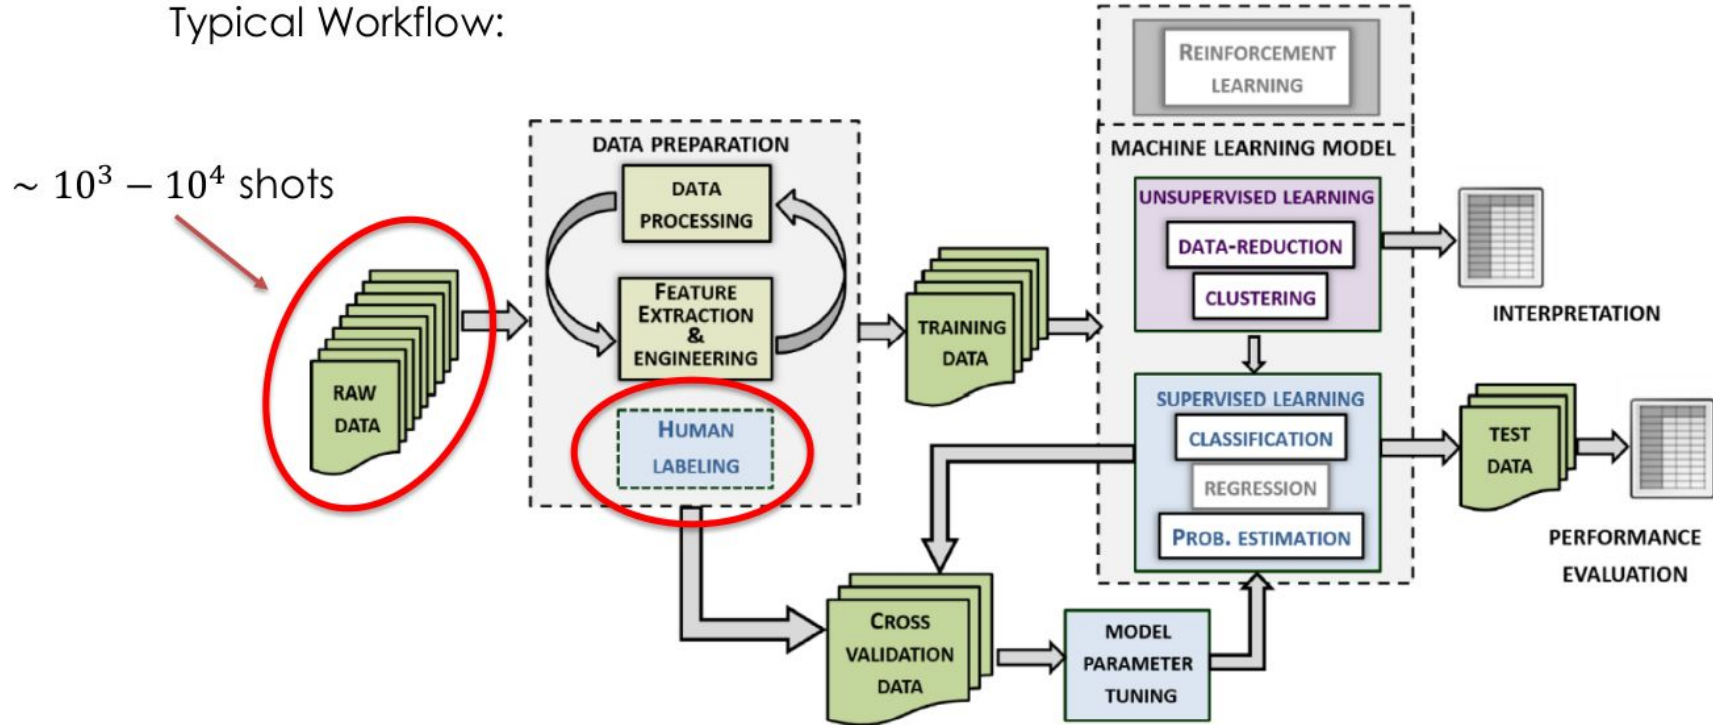 Typical Workflow:
~ 10³ – 10⁴ shots
RAW
DATA
DATA PREPARATION
DATA
PROCESSING
FEATURE
EXTRACTION
&
ENGINEERING
HUMAN
LABELING
TRAINING
DATA
REINFORCEMENT
LEARNING
MACHINE LEARNING MODEL
UNSUPERVISED LEARNING
DATA-REDUCTION
CLUSTERING
SUPERVISED LEARNING
CLASSIFICATION
REGRESSION
PROB. ESTIMATION
INTERPRETATION
TEST
DATA
PERFORMANCE
EVALUATION
CROSS
VALIDATION
DATA
MODEL
PARAMETER
TUNING